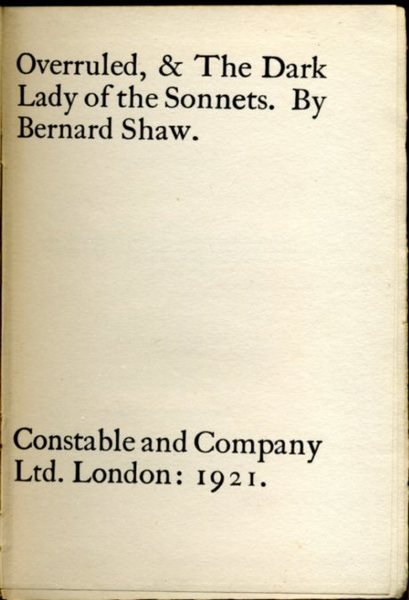 Overruled, & The Dark
Lady of the Sonnets. By
Bernard Shaw.
Constable and Company
Ltd. London: 1921.